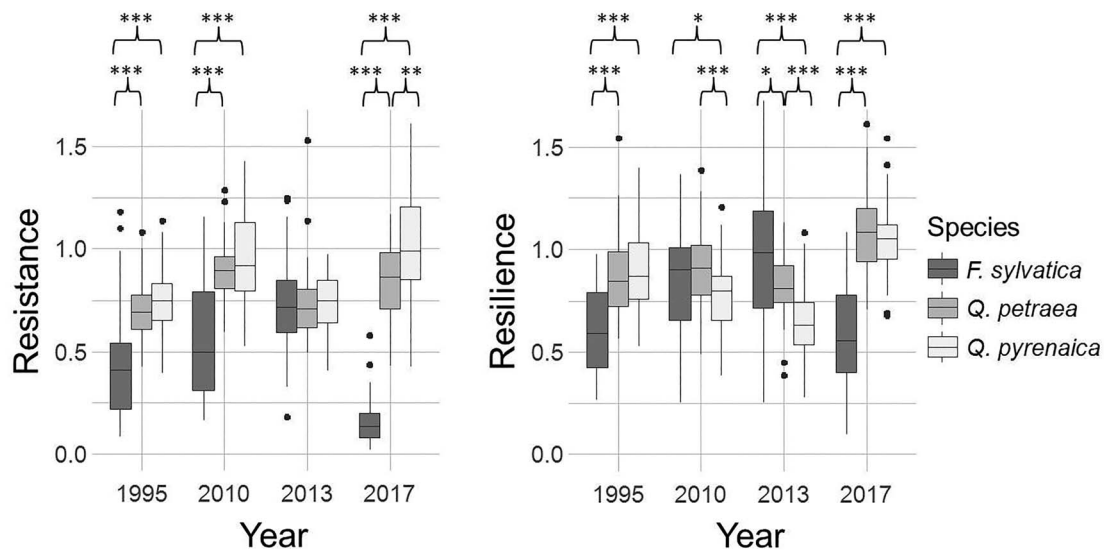 *** *** ***
*** *** *** **
Resistance
1.5
1.0
0.5
0.0
1995 2010 2013 2017
Year
*** * *** ***
*** *** * *** ***
Resilience
1.5
1.0
0.5
0.0
1995 2010 2013 2017
Year
Species
F. sylvatica
Q. petraea
Q. pyrenaica